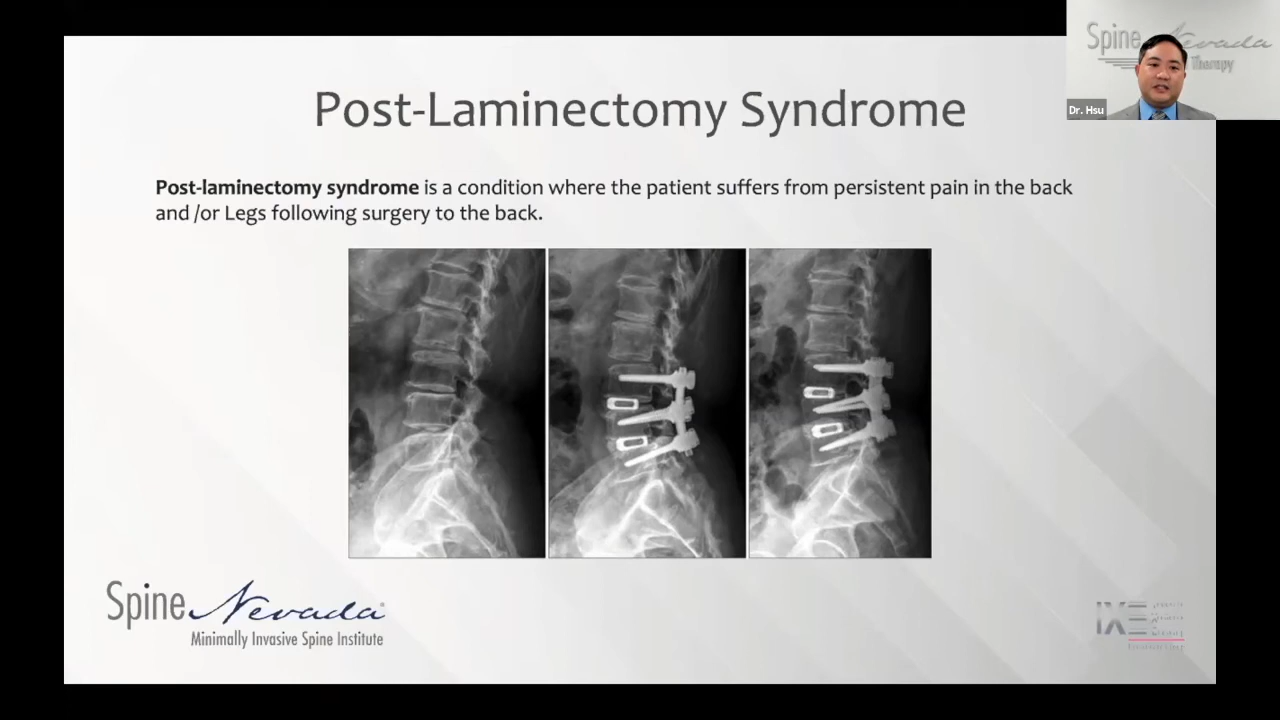 Post-Laminectomy Syndrome
Spine Nevada
Therapy
Dr. Hsu
Post-laminectomy syndrome is a condition where the patient suffers from persistent pain in the back
and /or Legs following surgery to the back.
Spine Nevada
Minimally Invasive Spine Institute
IXE